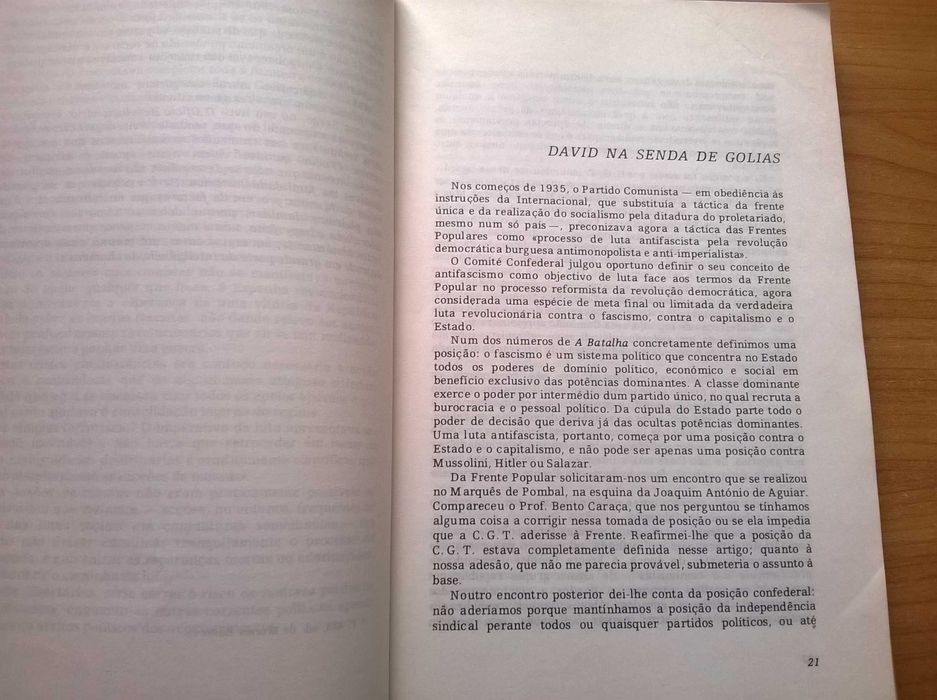 DAVID NA SENDA DE GOLIAS
Nos começos de 1935, o Partido Comunista — em obediência às
instruções da Internacional, que substituía a táctica da frente
única e da realização do socialismo pela ditadura do proletariado,
mesmo num só país —, preconizava agora a táctica das Frentes
Populares como «processo de luta antifascista pela revolução
democrática burguesa antimonopolista e anti-imperialista».
O Comité Confederal julgou oportuno definir o seu conceito de
antifascismo como objectivo de luta face aos termos da Frente
Popular no processo reformista da revolução democrática, agora
considerada uma espécie de meta final ou limitada da verdadeira
luta revolucionária contra o fascismo, contra o capitalismo e o
Estado.
Num dos números de A Batalha concretamente definimos uma
posição: o fascismo é um sistema político que concentra no Estado
todos os poderes de domínio político, económico e social em
benefício exclusivo das potências dominantes. A classe dominante
exerce o poder por intermédio dum partido único, no qual recruta a
burocracia e o pessoal político. Da cúpula do Estado parte todo o
poder de decisão que deriva já das ocultas potências dominantes.
Uma luta antifascista, portanto, começa por uma posição contra o
Estado e o capitalismo, e não pode ser apenas uma posição contra
Mussolini, Hitler ou Salazar.
Da Frente Popular solicitaram-nos um encontro que se realizou
no Marquês de Pombal, na esquina da Joaquim António de Aguiar.
Compareceu o Prof. Bento Caraça, que nos perguntou se tínhamos
alguma coisa a corrigir nessa tomada de posição ou se ela impedia
que a C. G. T. aderisse à Frente. Reafirmei-lhe que a posição da
C. G. T. estava completamente definida nesse artigo; quanto à
nossa adesão, que não me parecia provável, submeteria o assunto à
base.
Noutro encontro posterior dei-lhe conta da posição confederal:
não aderíamos porque mantínhamos a posição da independência
sindical perante todos ou quaisquer partidos políticos, ou até
21